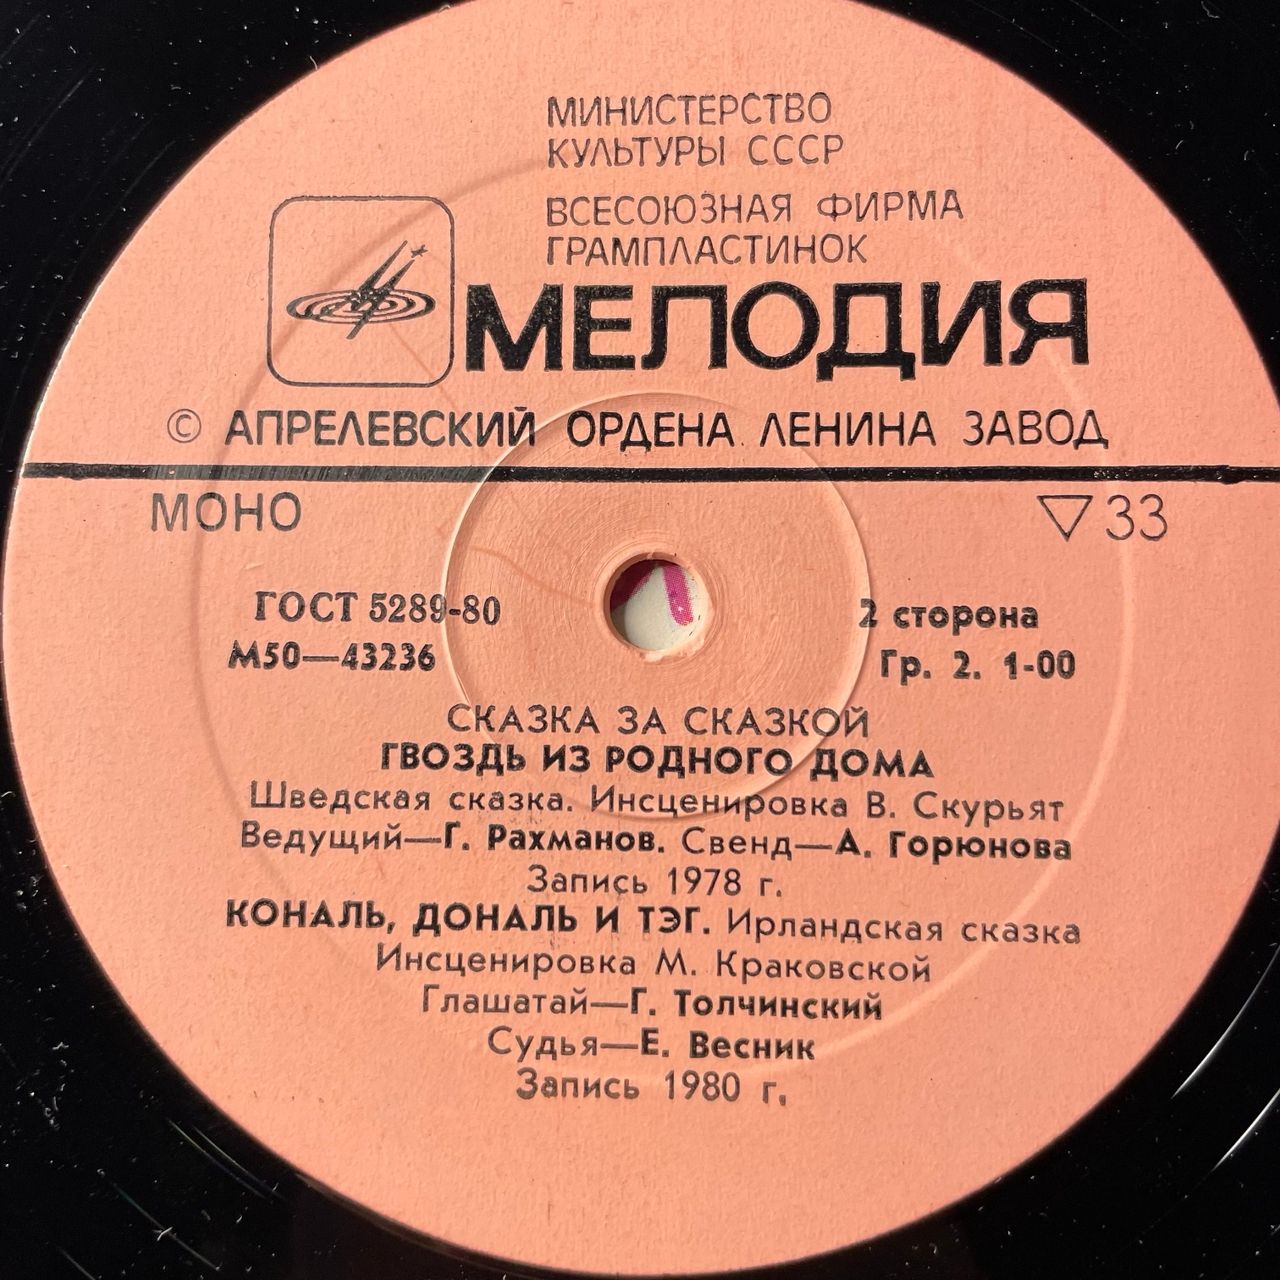 МИНИСТЕРСТВО
КУЛЬТУРЫ СССР
ВСЕСОЮЗНАЯ ФИРМА
ГРАМПЛАСТИНОК
МЕЛОДИЯ
© АПРЕЛЕВСКИЙ ОРДЕНА ЛЕНИНА ЗАВОД
МОНО ▽ 33
ГОСТ 5289-80 2 сторона
М50—43236 Гр. 2. 1-00
СКАЗКА ЗА СКАЗКОЙ
ГВОЗДЬ ИЗ РОДНОГО ДОМА
Шведская сказка. Инсценировка В. Скурьят
Ведущий—Г. Рахманов. Свенд—А. Горюнова
Запись 1978 г.
КОНАЛЬ, ДОНАЛЬ И ТЭГ. Ирландская сказка
Инсценировка М. Краковской
Глашатай—Г. Толчинский
Судья—Е. Весник
Запись 1980 г.